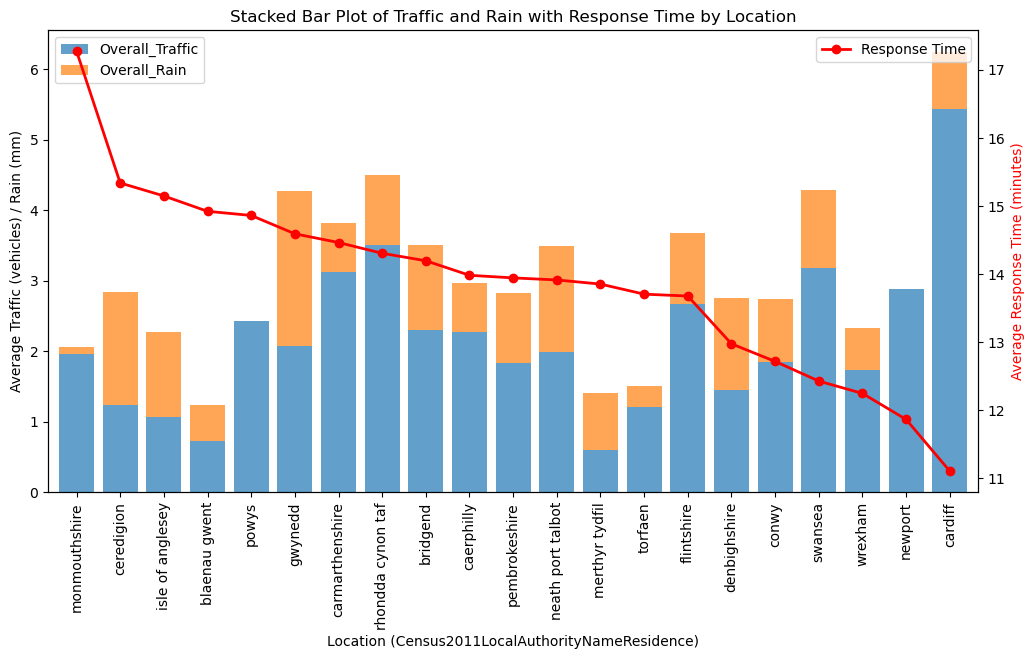 Stacked Bar Plot of Traffic and Rain with Response Time by Location
Overall_Traffic
Overall_Rain
Response Time
Average Traffic (vehicles) / Rain (mm)
6
5
4
3
2
1
0
17
16
15
14
13
12
11
Average Response Time (minutes)
monmouthshire
ceredigion
isle of anglesey
blaenau gwent
powys
gwynedd
carmarthenshire
rhondda cynon taf
bridgend
caerphilly
pembrokeshire
neath port talbot
merthyr tydfil
torfaen
flintshire
denbighshire
conwy
swansea
wrexham
newport
cardiff
Location (Census2011LocalAuthorityNameResidence)